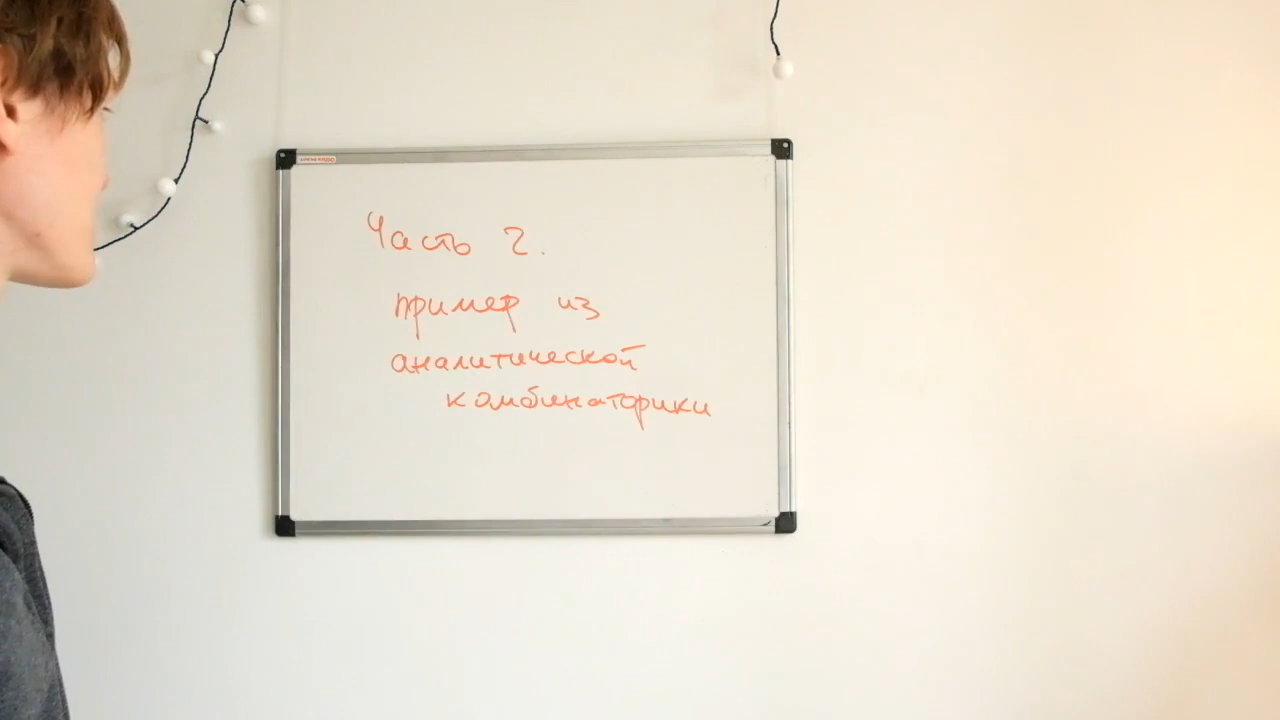 Часть 2.
пример из
аналитической
комбинаторики